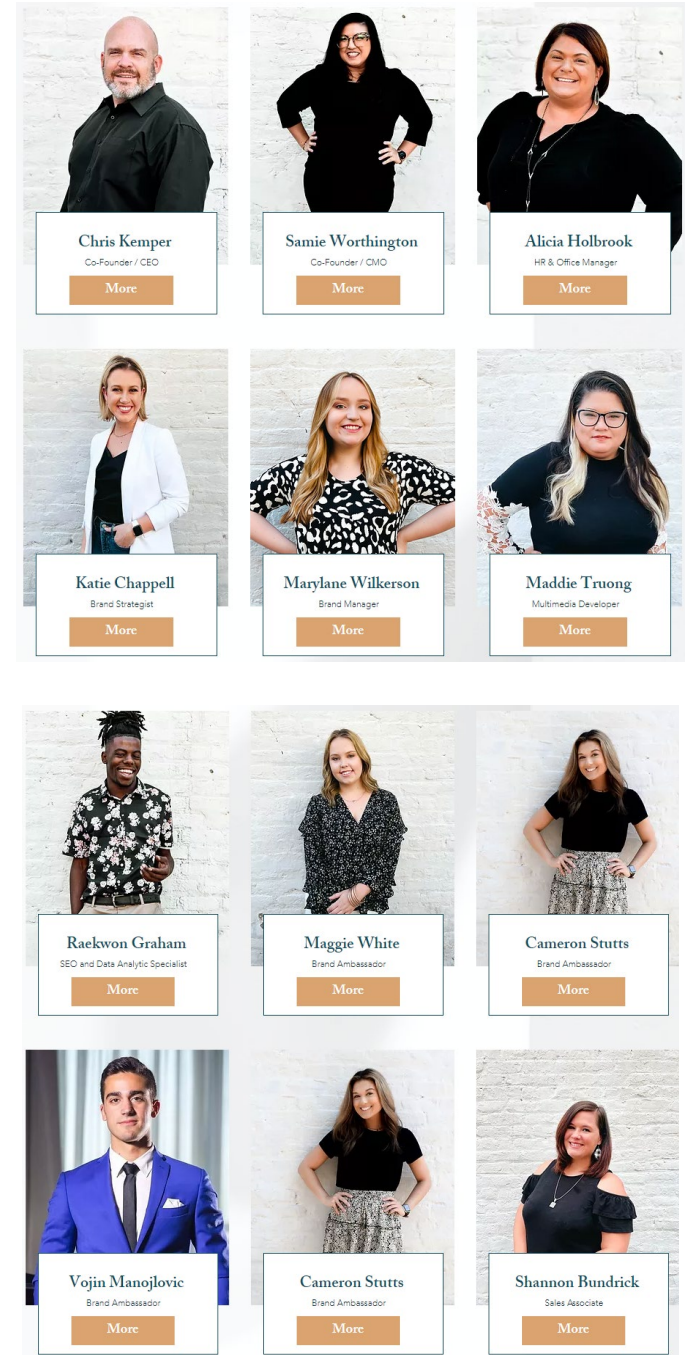 Chris Kemper
Co-Founder / CEO
More
Samie Worthington
Co-Founder / CMO
More
Alicia Holbrook
HR & Office Manager
More
Katie Chappell
Brand Strategist
More
Marylane Wilkerson
Brand Manager
More
Maddie Truong
Multimedia Developer
More
Raekwon Graham
SEO and Data Analytic Specialist
More
Maggie White
Brand Ambassador
More
Cameron Stutts
Brand Ambassador
More
Vojin Manojlovic
Brand Ambassador
More
Cameron Stutts
Brand Ambassador
More
Shannon Bundrick
Sales Associate
More